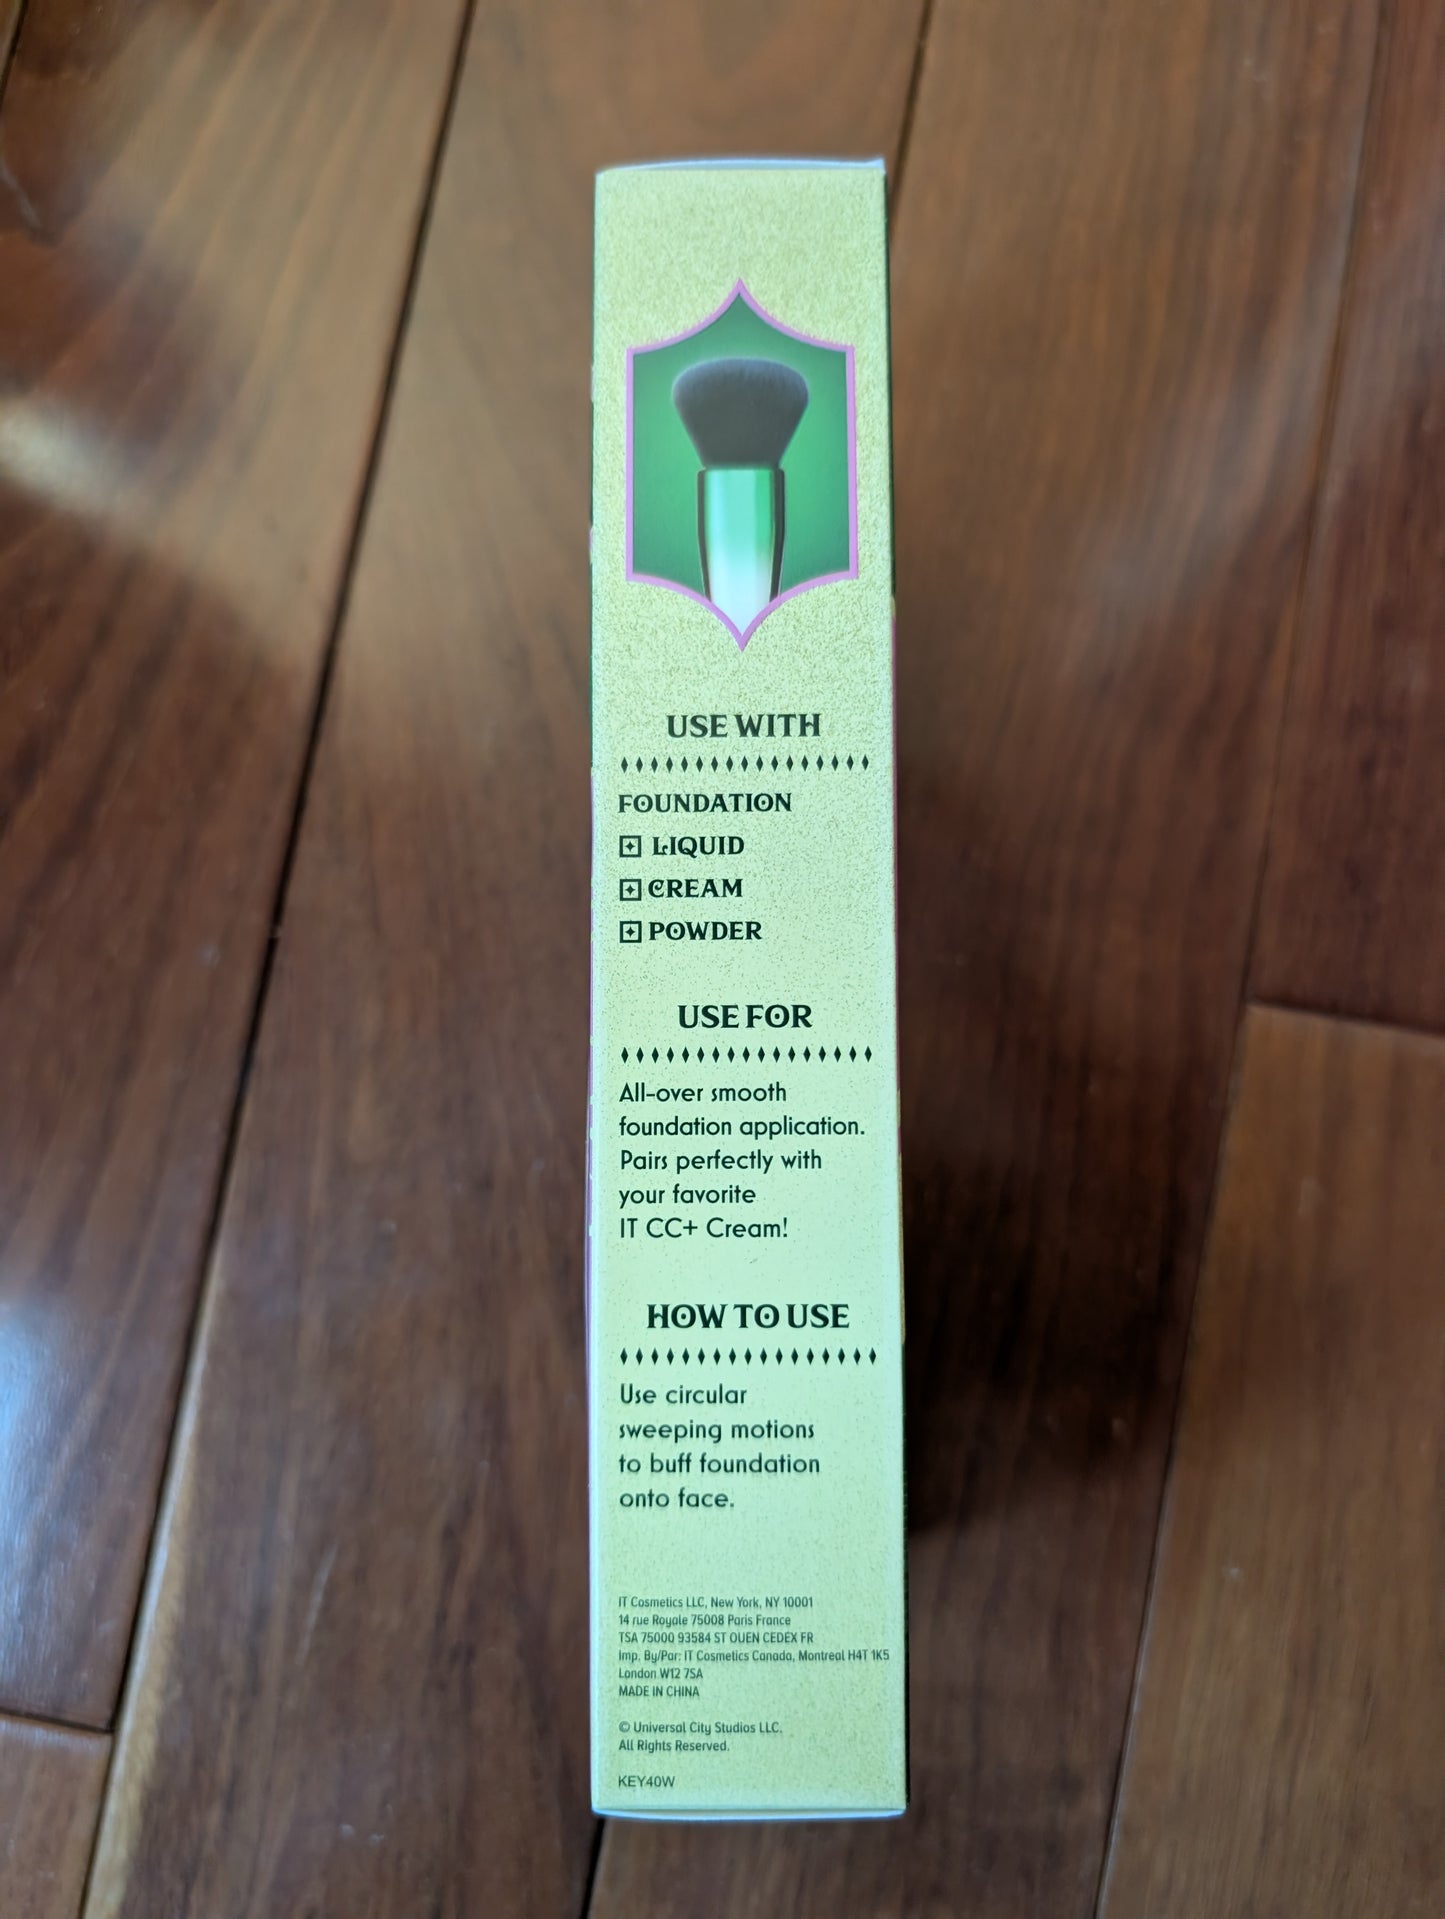 USE WITH
FOUNDATION
LIQUID
CREAM
POWDER
USE FOR
All-over smooth
foundation application.
Pairs perfectly with
your favorite
IT CC+ Cream!
HOW TO USE
Use circular
sweeping motions
to buff foundation
onto face.
IT Cosmetics LLC, New York, NY 10001
14 rue Royale 75008 Paris France
TSA 75000 93584 ST OUEN CEDEX FR
Imp. By/Par: IT Cosmetics Canada, Montreal H4T 1K5
London W12 7SA
MADE IN CHINA
© Universal City Studios LLC.
All Rights Reserved.
KEY40W